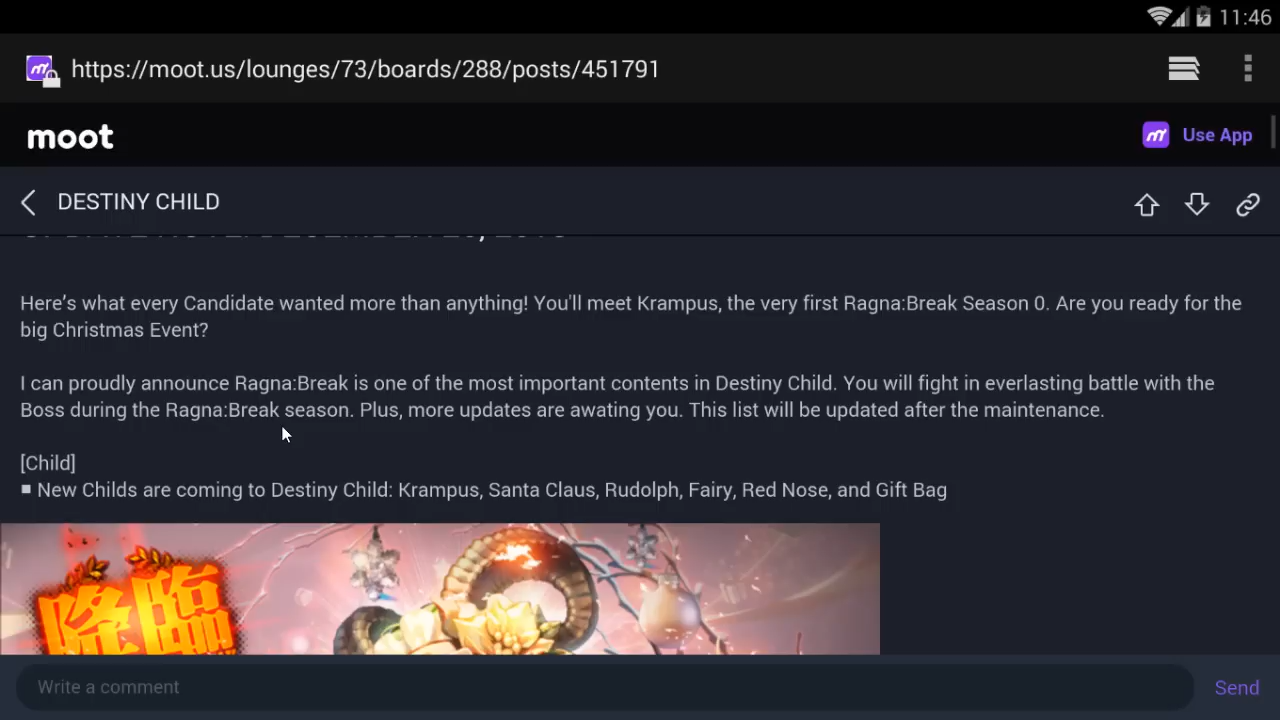 11:46
https://moot.us/lounges/73/boards/288/posts/451791
moot
Use App
DESTINY CHILD
Here's what every Candidate wanted more than anything! You'll meet Krampus, the very first Ragna:Break Season 0. Are you ready for the
big Christmas Event?
I can proudly announce Ragna:Break is one of the most important contents in Destiny Child. You will fight in everlasting battle with the
Boss during the Ragna:Break season. Plus, more updates are awating you. This list will be updated after the maintenance.
[Child]
■ New Childs are coming to Destiny Child: Krampus, Santa Claus, Rudolph, Fairy, Red Nose, and Gift Bag
降臨
Write a comment
Send